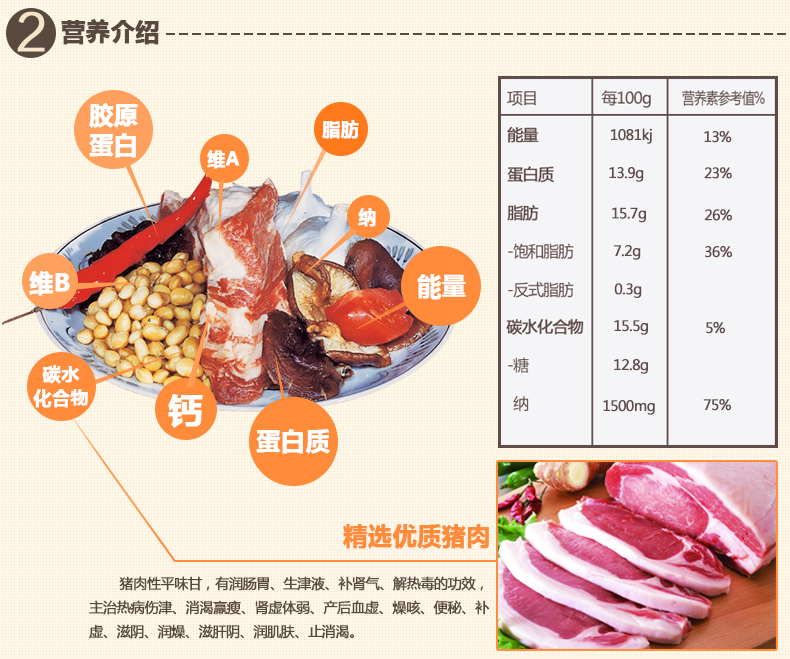 2 营养介绍
胶原
蛋白
维A
脂肪
纳
维B
能量
碳水
化合物
钙
蛋白质
项目 每100g 营养素参考值%
能量 1081kj 13%
蛋白质 13.9g 23%
脂肪 15.7g 26%
-饱和脂肪 7.2g 36%
-反式脂肪 0.3g
碳水化合物 15.5g 5%
-糖 12.8g
纳 1500mg 75%
精选优质猪肉
猪肉性平味甘，有润肠胃、生津液、补肾气、解热毒的功效，
主治热病伤津、消渴羸瘦、肾虚体弱、产后血虚、燥咳、便秘、补
虚、滋阴、润燥、滋肝阴、润肌肤、止消渴。